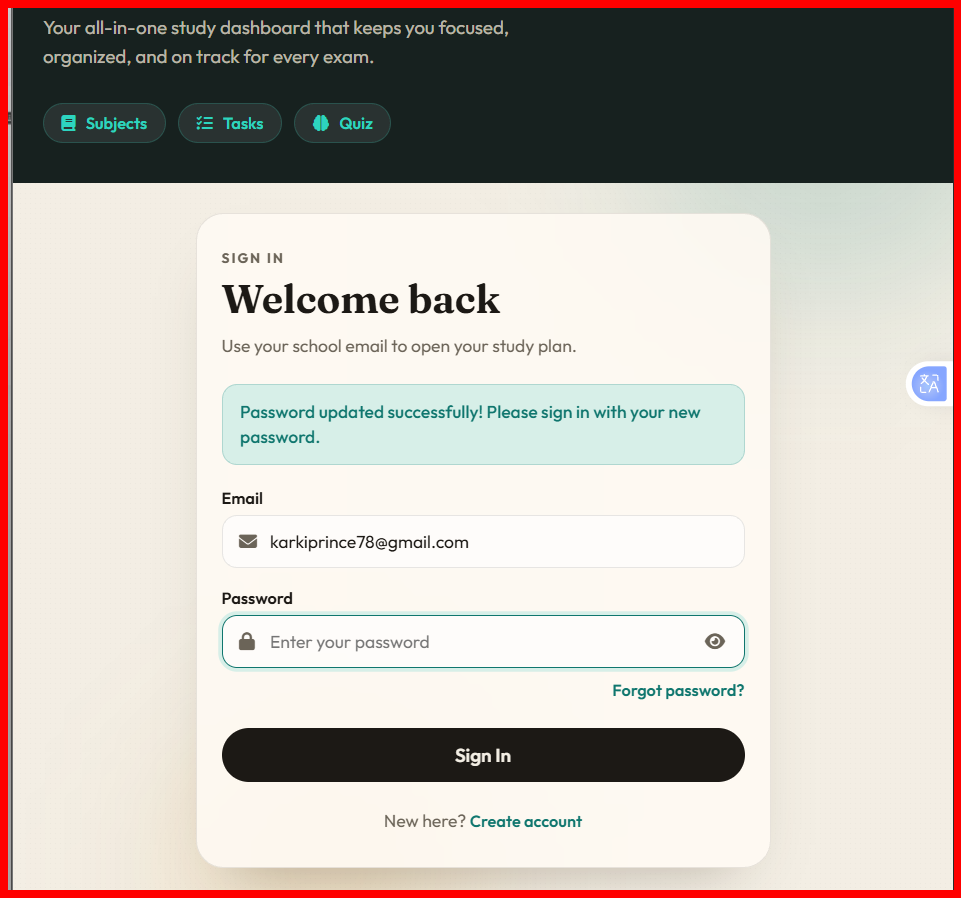 Your all-in-one study dashboard that keeps you focused,
organized, and on track for every exam.
Subjects
Tasks
Quiz
SIGN IN
Welcome back
Use your school email to open your study plan.
Password updated successfully! Please sign in with your new
password.
Email
karkiprince78@gmail.com
Password
Enter your password
Forgot password?
Sign In
New here? Create account